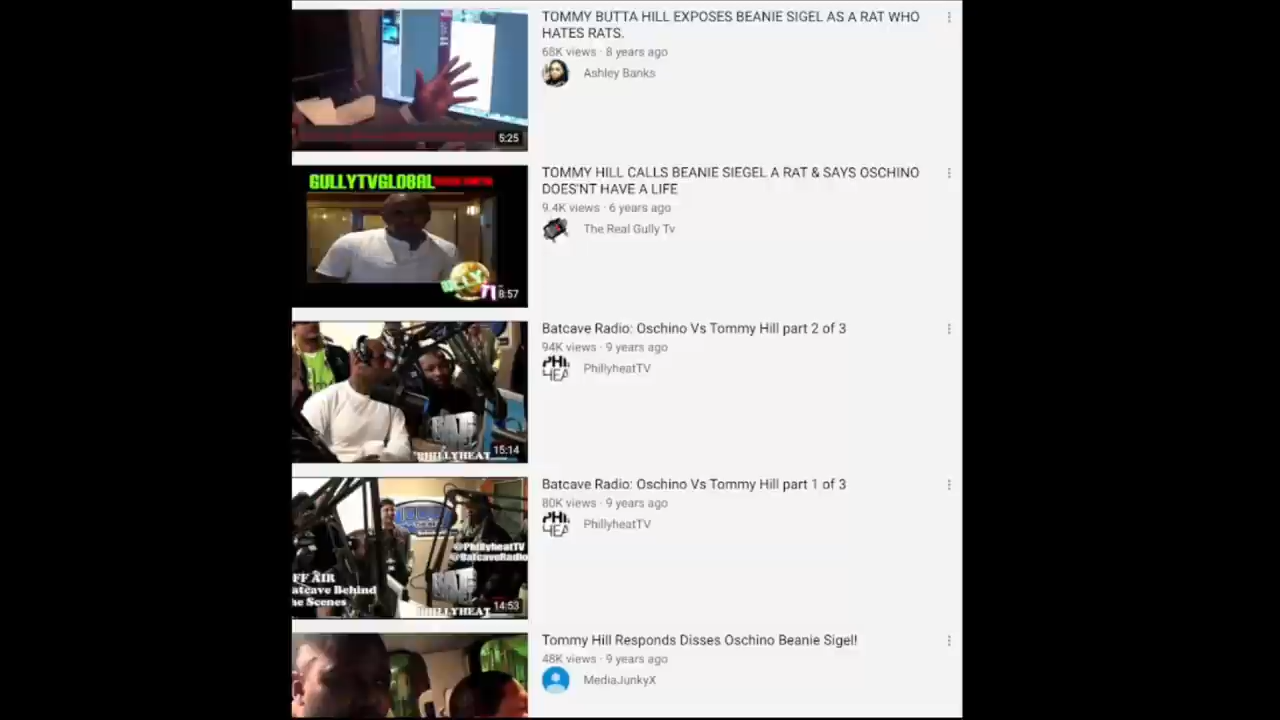 TOMMY BUTTA HILL EXPOSES BEANIE SIGEL AS A RAT WHO
HATES RATS.
68K views · 8 years ago
Ashley Banks
5:25
GULLYTVGLOBAL
TOMMY HILL CALLS BEANIE SIEGEL A RAT & SAYS OSCHINO
DOES'NT HAVE A LIFE
9.4K views · 6 years ago
The Real Gully Tv
8:57
Batcave Radio: Oschino Vs Tommy Hill part 2 of 3
94K views · 9 years ago
PhillyheatTV
15:14
PHILLYHEAT
Batcave Radio: Oschino Vs Tommy Hill part 1 of 3
80K views · 9 years ago
PhillyheatTV
@PhillyheatTV
@BatcaveRadio
FF AIR
atcave Behind
he Scenes
14:53
PHILLYHEAT
Tommy Hill Responds Disses Oschino Beanie Sigel!
48K views · 9 years ago
MediaJunkyX